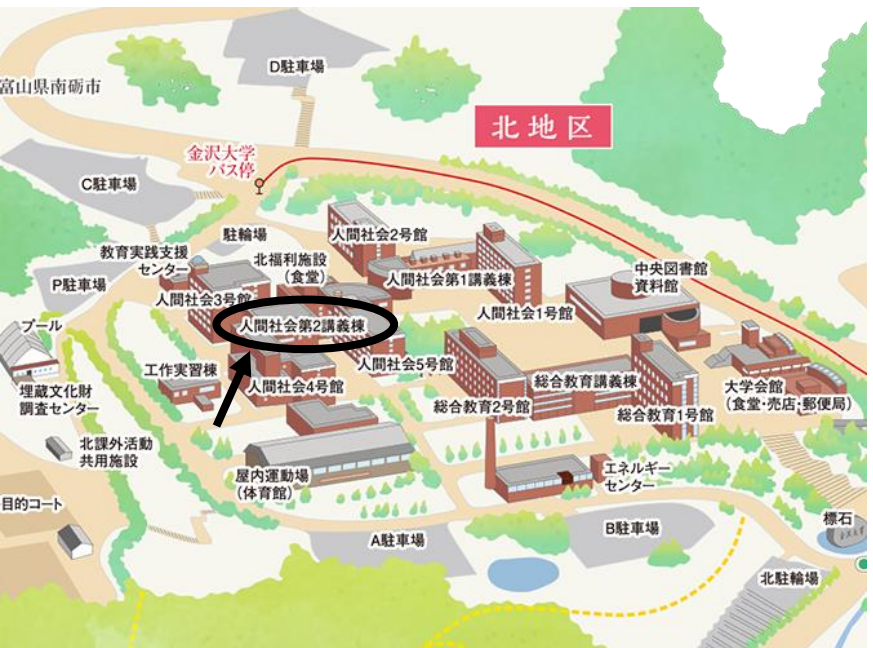 D駐車場
富山県南砺市
北地区
金沢大学
バス停
C駐車場
駐輪場
人間社会2号館
教育実践支援
センター
北福利施設
(食堂)
人間社会第1講義棟
中央図書館
資料館
P駐車場
人間社会3号館
人間社会1号館
プール
人間社会第2講義棟
工作実習棟
人間社会5号館
人間社会4号館
総合教育講義棟
大学会館
(食堂・売店・郵便局)
埋蔵文化財
調査センター
総合教育2号館
総合教育1号館
北課外活動
共用施設
屋内運動場
(体育館)
エネルギー
センター
目的コート
A駐車場
B駐車場
標石
北駐輪場